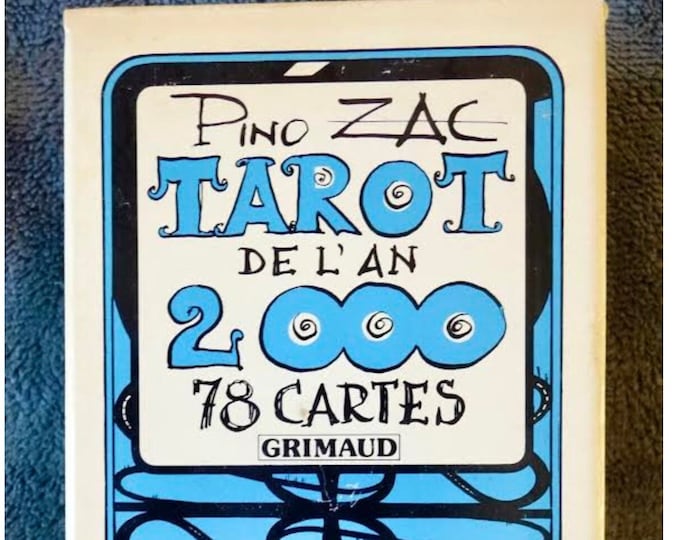 PINO ZAC
TAROT
DE L'AN
2000
78 CARTES
GRIMAUD